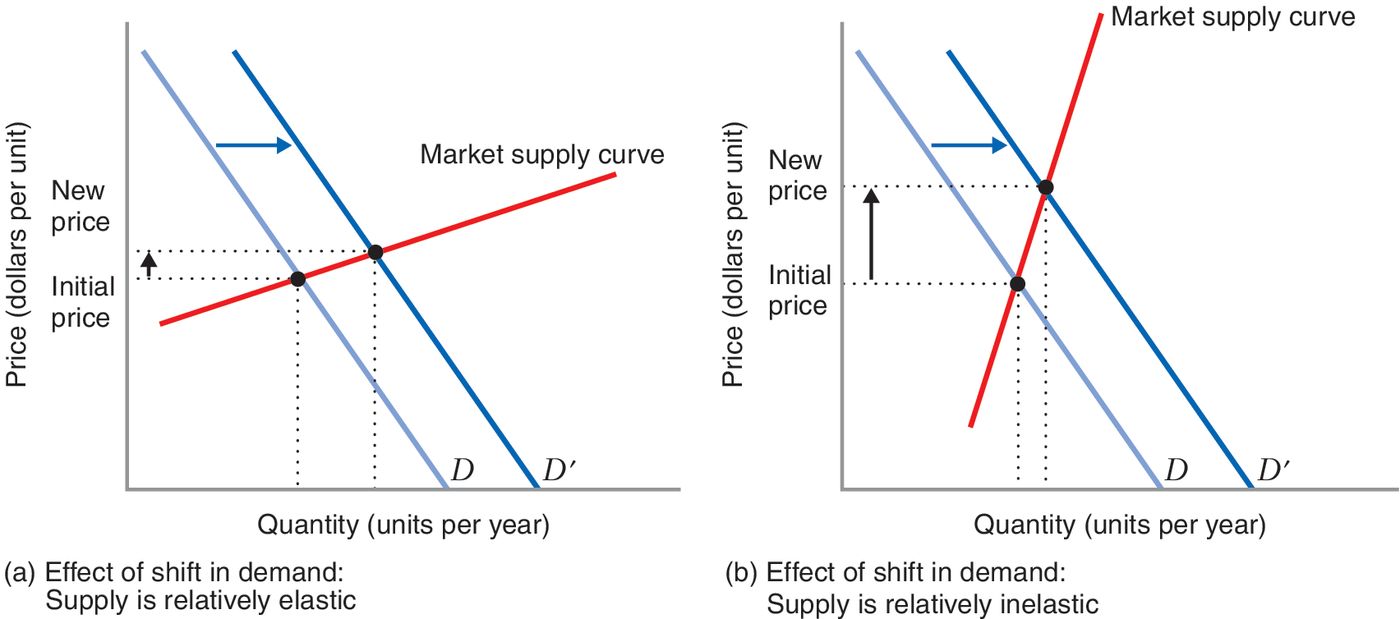 Price (dollars per unit)
New
price
Initial
price
Market supply curve
D
D′
Quantity (units per year)
(a) Effect of shift in demand:
Supply is relatively elastic
Price (dollars per unit)
New
price
Initial
price
Market supply curve
D
D′
Quantity (units per year)
(b) Effect of shift in demand:
Supply is relatively inelastic